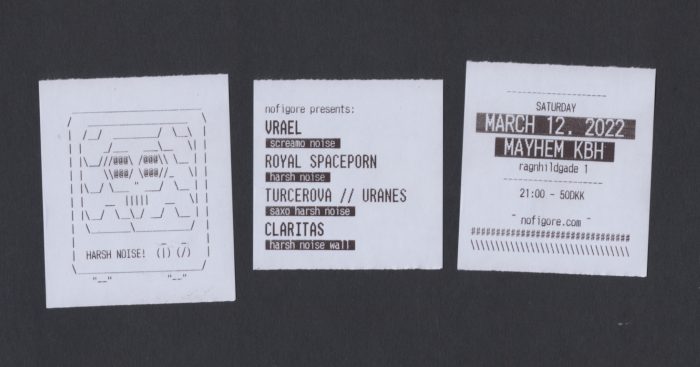 HARSH NOISE!
nofigore presents:
VRAEL
screamo noise
ROYAL SPACEPORN
harsh noise
TURCEROVA // URANES
saxo harsh noise
CLARITAS
harsh noise wall
SATURDAY
MARCH 12, 2022
MAYHEM KBH
ragnhildgade 1
21:00 - 50DKK
~ nofigore.com ~